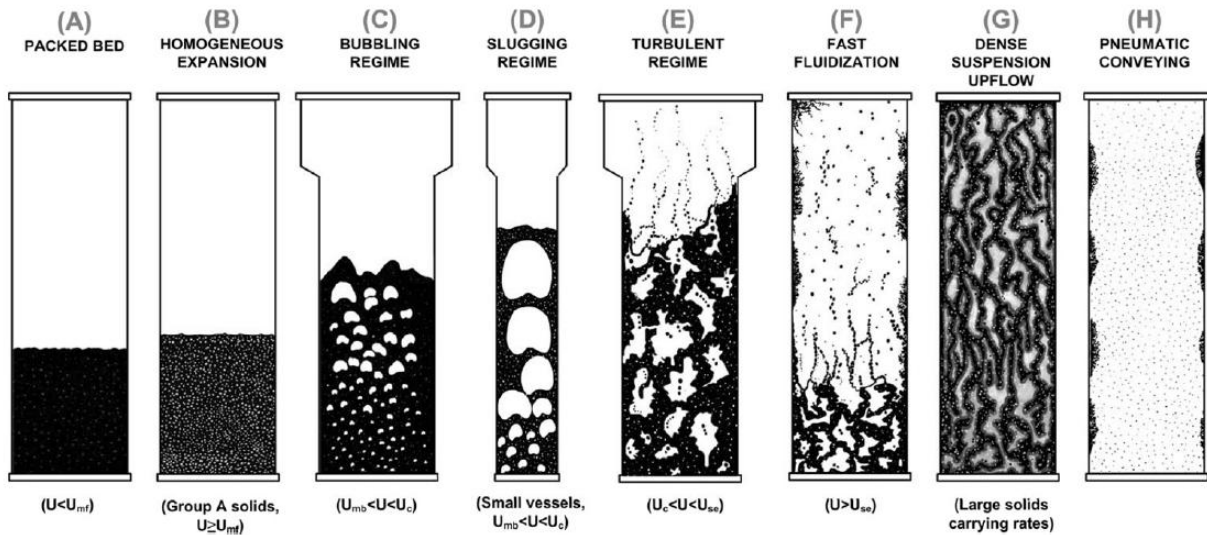 (A)
PACKED BED
(B)
HOMOGENEOUS
EXPANSION
(C)
BUBBLING
REGIME
(D)
SLUGGING
REGIME
(E)
TURBULENT
REGIME
(F)
FAST
FLUIDIZATION
(G)
DENSE
SUSPENSION
UPFLOW
(H)
PNEUMATIC
CONVEYING
(U<Umf)
(Group A solids,
U≧Umf)
(Umb<U<Uc)
(Small vessels,
Umb<U<Uc)
(Uc<U<Use)
(U>Use)
(Large solids
carrying rates)